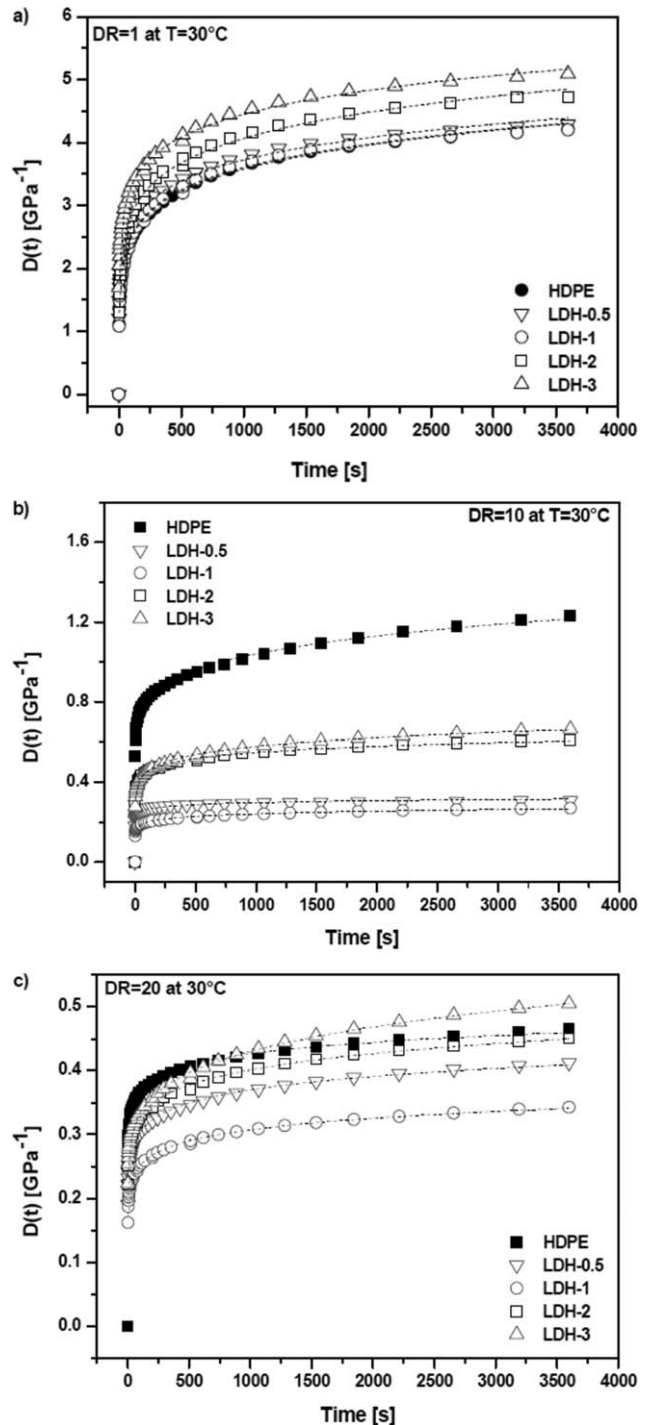 a)
DR=1 at T=30°C
6
5
4
3
2
1
0
D(t) [GPa⁻¹]
HDPE
LDH-0.5
LDH-1
LDH-2
LDH-3
0 500 1000 1500 2000 2500 3000 3500 4000
Time [s]
b)
DR=10 at T=30°C
HDPE
LDH-0.5
LDH-1
LDH-2
LDH-3
1.6
1.2
0.8
0.4
0.0
D(t) [GPa⁻¹]
0 500 1000 1500 2000 2500 3000 3500 4000
Time [s]
c)
DR=20 at 30°C
0.5
0.4
0.3
0.2
0.1
0.0
D(t) [GPa⁻¹]
HDPE
LDH-0.5
LDH-1
LDH-2
LDH-3
0 500 1000 1500 2000 2500 3000 3500 4000
Time [s]